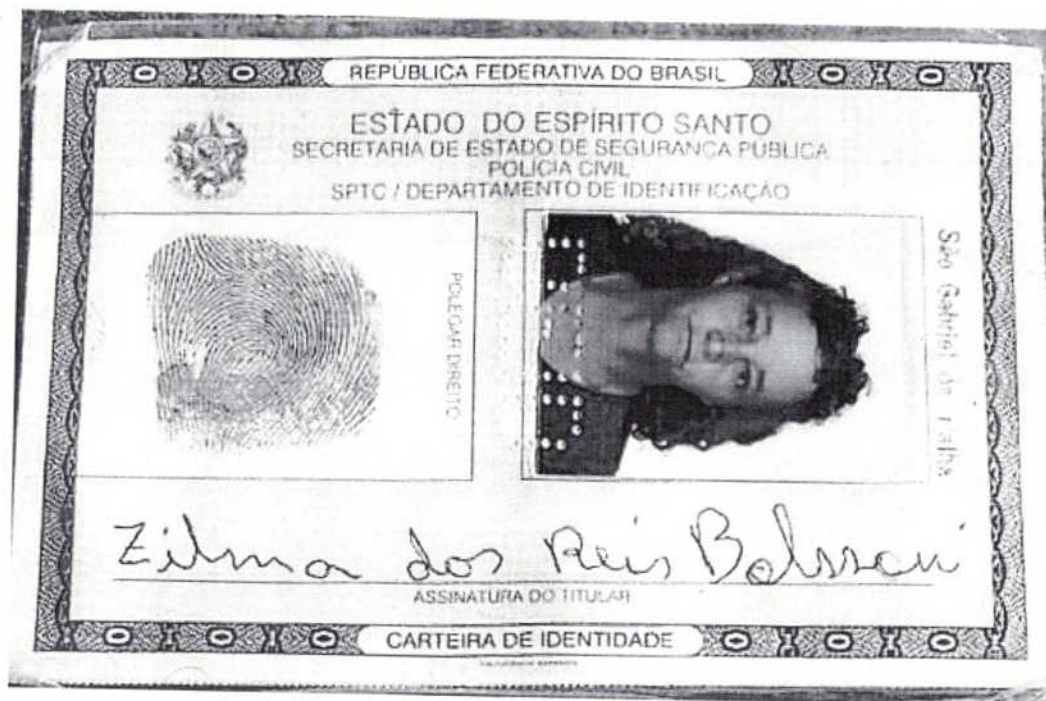 REPÚBLICA FEDERATIVA DO BRASIL
ESTADO DO ESPÍRITO SANTO
SECRETARIA DE ESTADO DE SEGURANÇA PÚBLICA
POLÍCIA CIVIL
SPTC / DEPARTAMENTO DE IDENTIFICAÇÃO
POLEGAR DIREITO
São Gabriel da Palha
Zilma dos Reis
ASSINATURA DO TITULAR
CARTEIRA DE IDENTIDADE